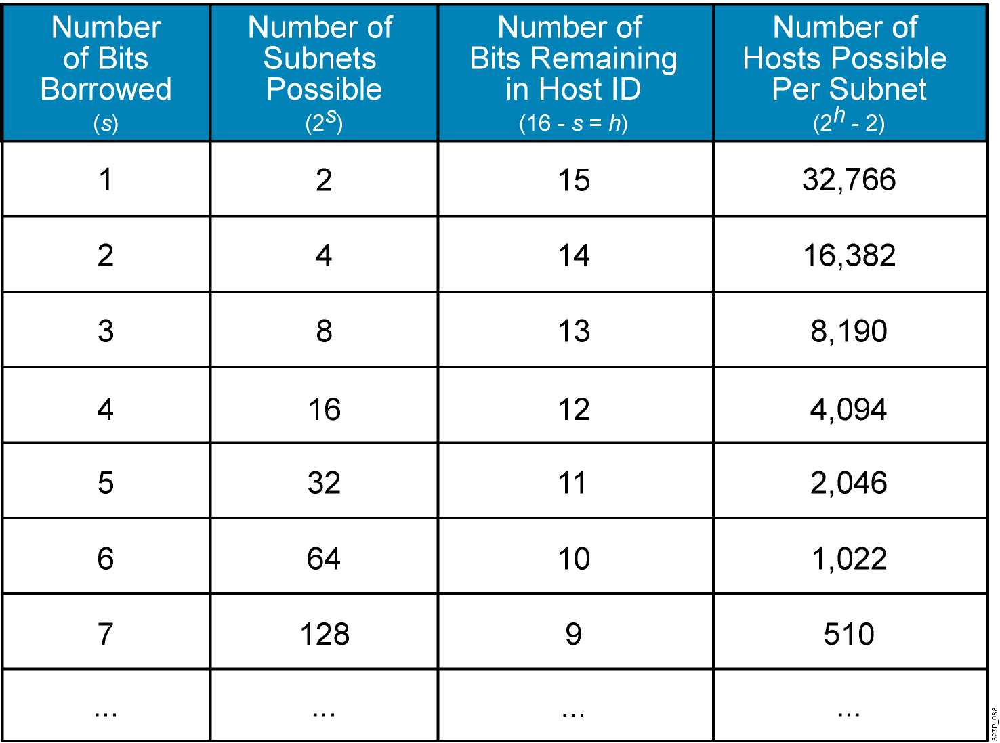 Number
of Bits
Borrowed
(s)
Number of
Subnets
Possible
(2^s)
Number of
Bits Remaining
in Host ID
(16 - s = h)
Number of
Hosts Possible
Per Subnet
(2^h - 2)
1 2 15 32,766
2 4 14 16,382
3 8 13 8,190
4 16 12 4,094
5 32 11 2,046
6 64 10 1,022
7 128 9 510
... ... ... ...
327P_088